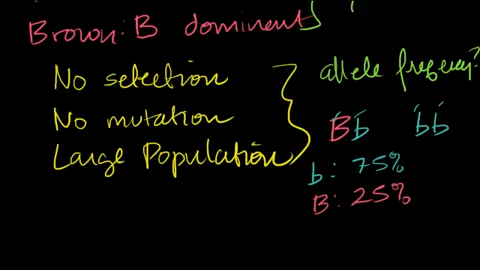 Brown: B dominant
No selection
No mutation
Large Population
allele frequency?
Bb bb
b: 75%
B: 25%